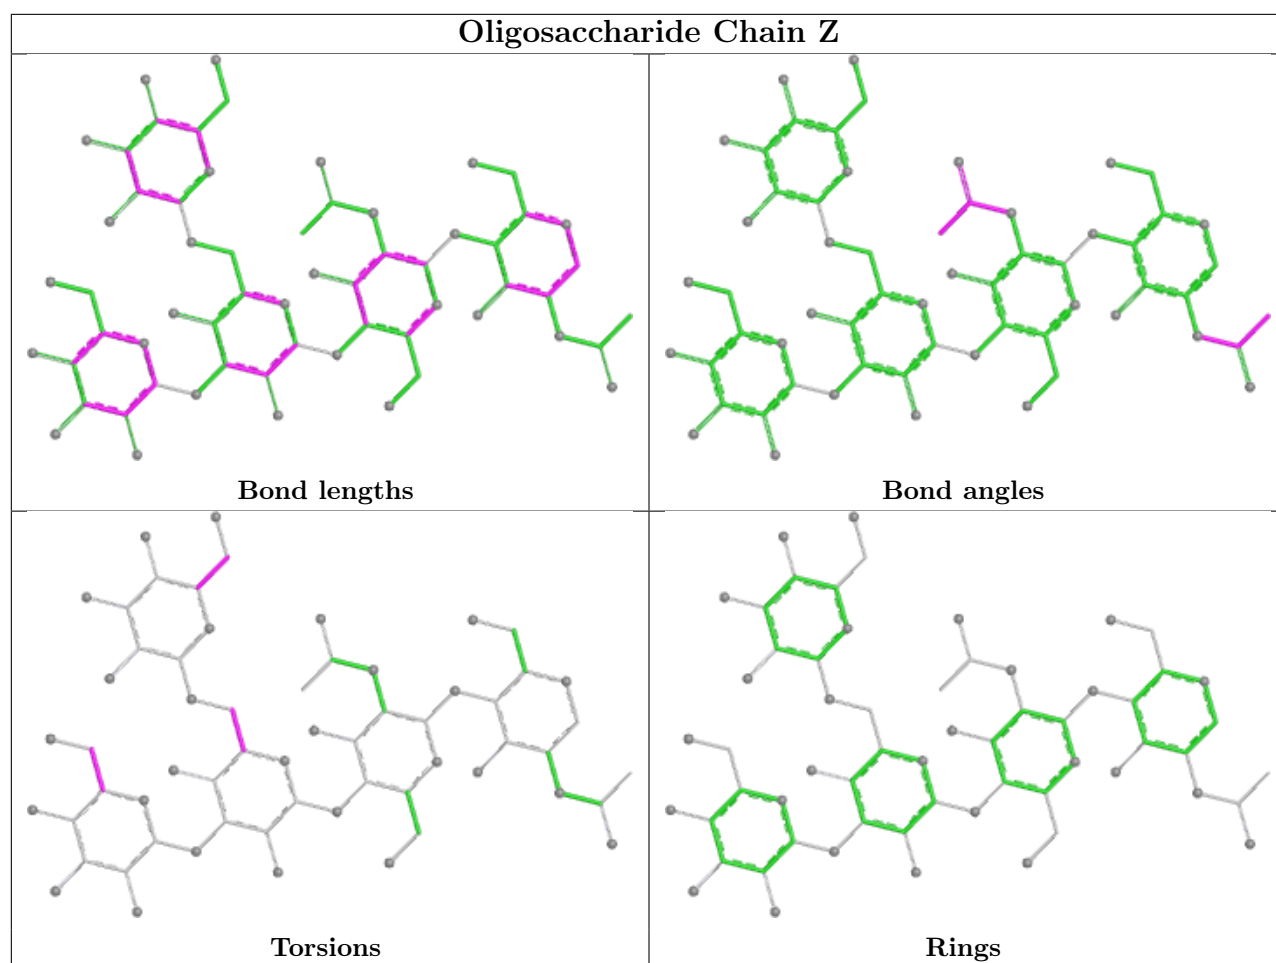 Oligosaccharide Chain Z
Bond lengths
Bond angles
Torsions
Rings